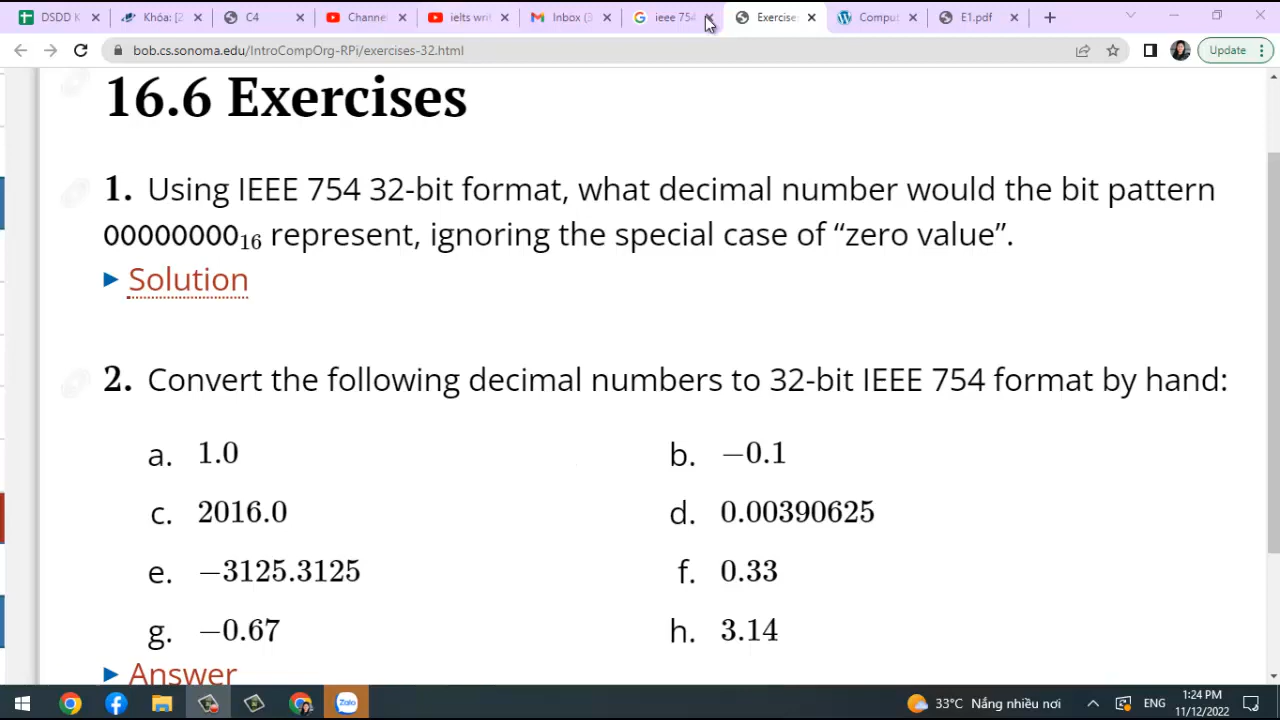 DSDD K
Khóa: [2
C4
Channe
ielts wri
Inbox (3
ieee 754
Exercise
Comput
E1.pdf
bob.cs.sonoma.edu/IntroCompOrg-RPi/exercises-32.html
Update
16.6 Exercises
1. Using IEEE 754 32-bit format, what decimal number would the bit pattern
00000000₁₆ represent, ignoring the special case of “zero value”.
Solution
2. Convert the following decimal numbers to 32-bit IEEE 754 format by hand:
a. 1.0
b. −0.1
c. 2016.0
d. 0.00390625
e. −3125.3125
f. 0.33
g. −0.67
h. 3.14
Answer
Zalo
33°C Nắng nhiều nơi
ENG
1:24 PM
11/12/2022